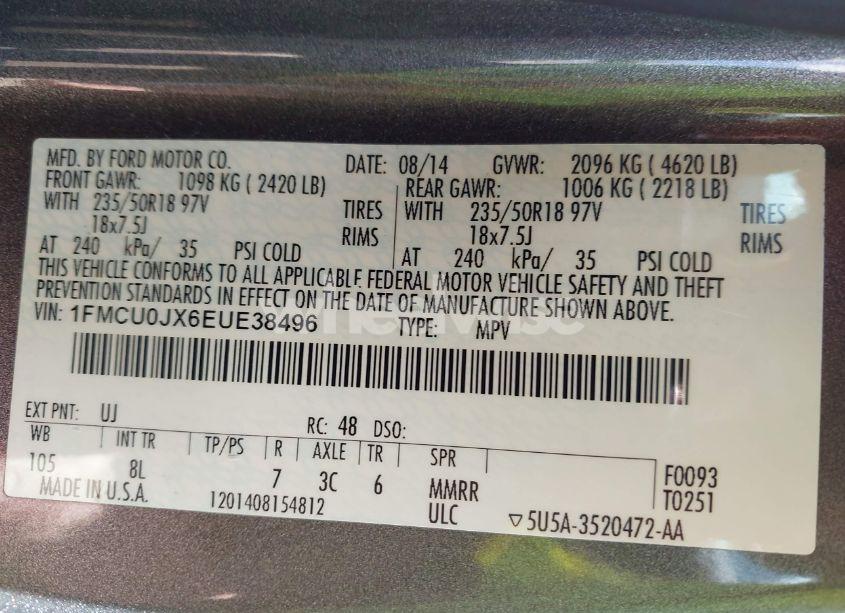 MFD. BY FORD MOTOR CO. DATE: 08/14 GVWR: 2096 KG ( 4620 LB)
FRONT GAWR: 1098 KG ( 2420 LB) REAR GAWR: 1006 KG ( 2218 LB)
WITH 235/50R18 97V TIRES WITH 235/50R18 97V TIRES
18x7.5J RIMS 18x7.5J RIMS
AT 240 kPa/ 35 PSI COLD AT 240 kPa/ 35 PSI COLD
THIS VEHICLE CONFORMS TO ALL APPLICABLE FEDERAL MOTOR VEHICLE SAFETY AND THEFT
PREVENTION STANDARDS IN EFFECT ON THE DATE OF MANUFACTURE SHOWN ABOVE.
VIN: 1FMCU0JX6EUE38496 TYPE: MPV
EXT PNT: UJ RC: 48 DSO:
WB INT TR TP/PS R AXLE TR SPR
105 8L 7 3C 6 MMRR F0093
MADE IN U.S.A. 1201408154812 ULC T0251
▽5U5A-3520472-AA